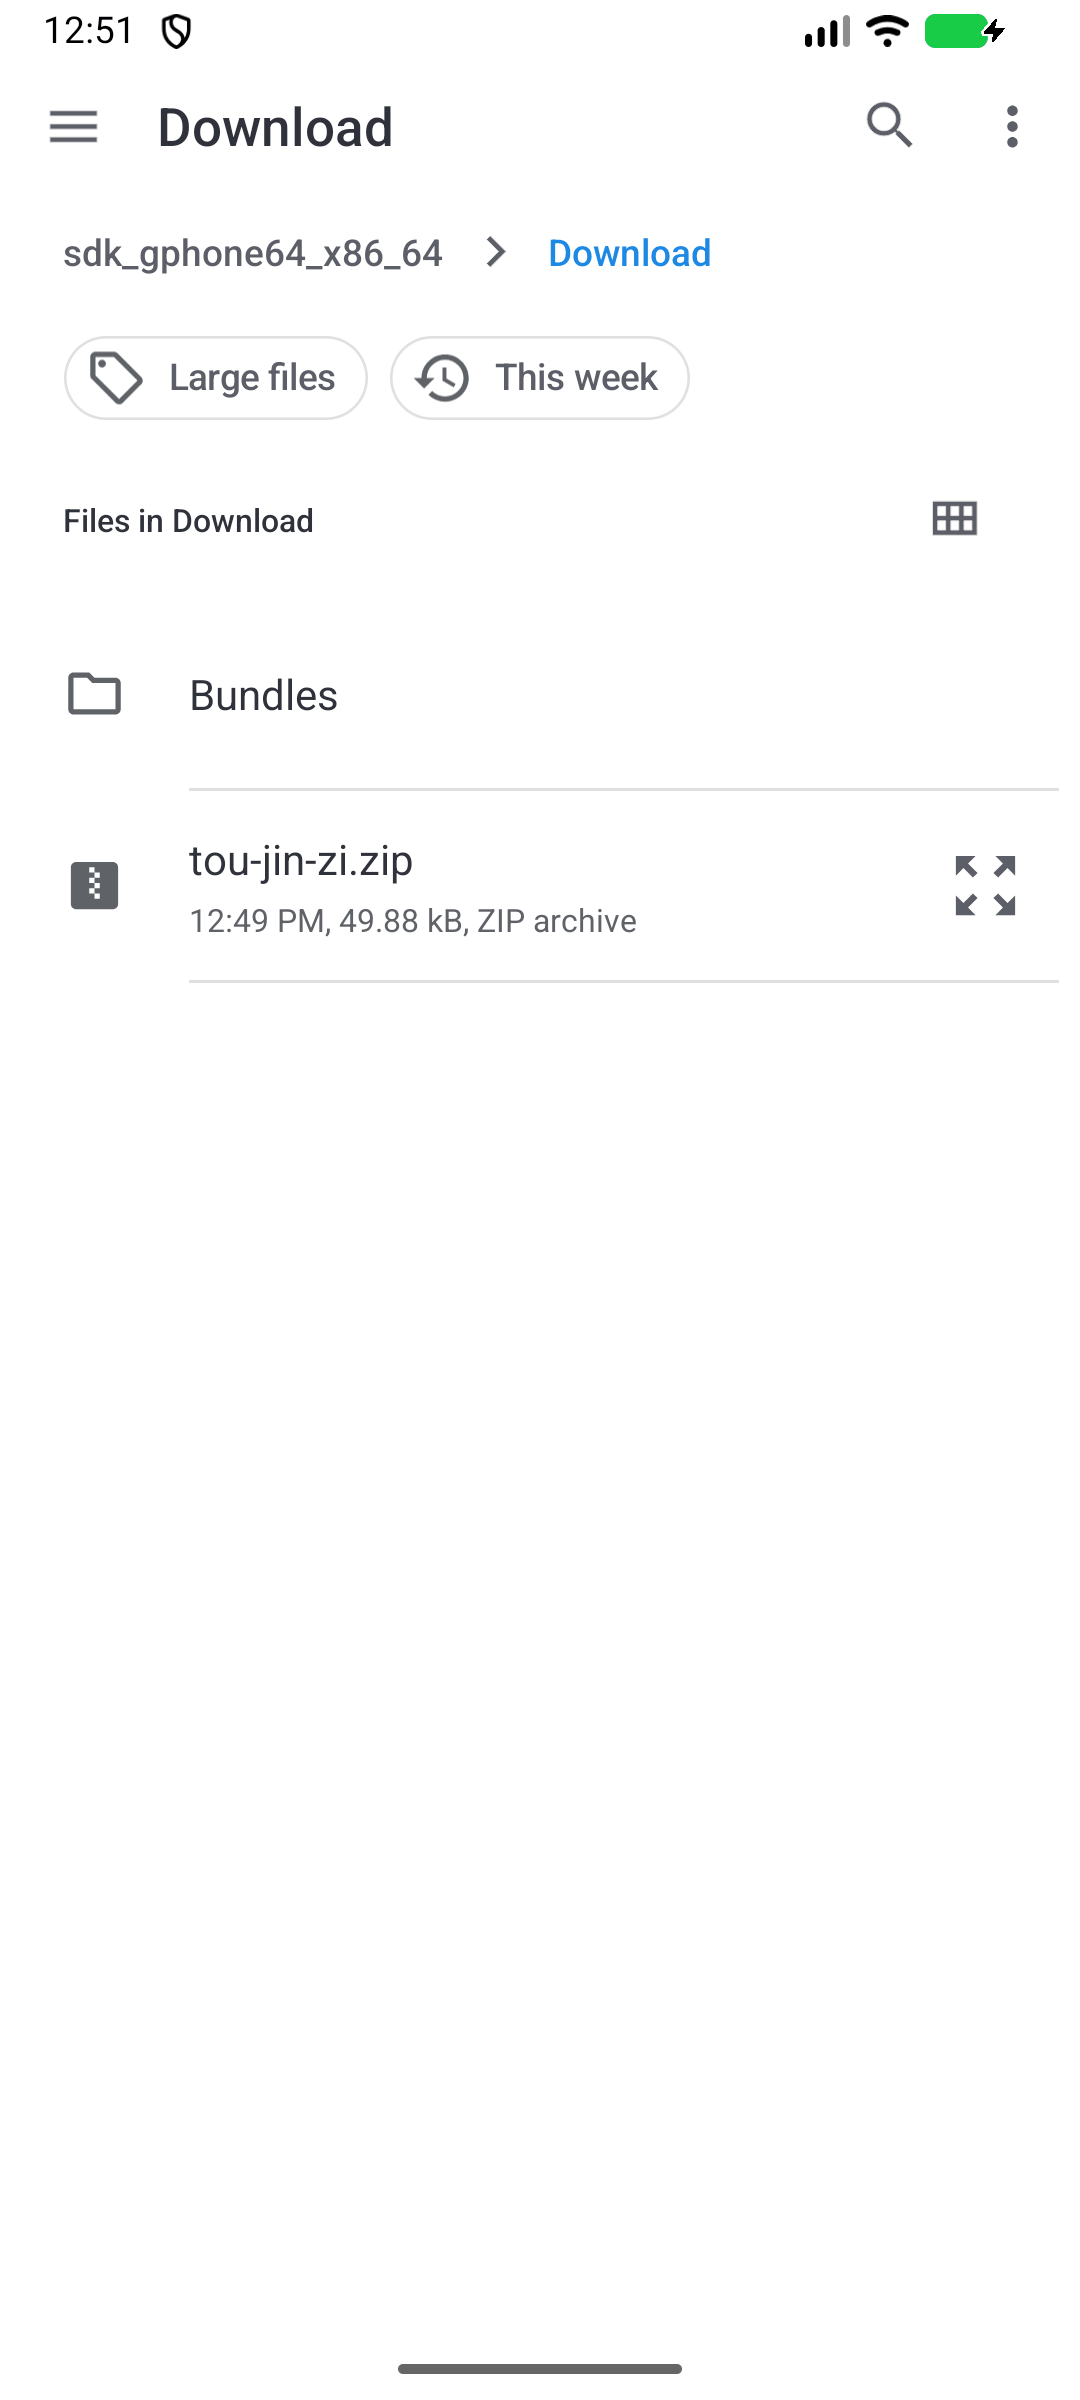 12:51
Download
sdk_gphone64_x86_64 > Download
Large files
This week
Files in Download
Bundles
tou-jin-zi.zip
12:49 PM, 49.88 kB, ZIP archive